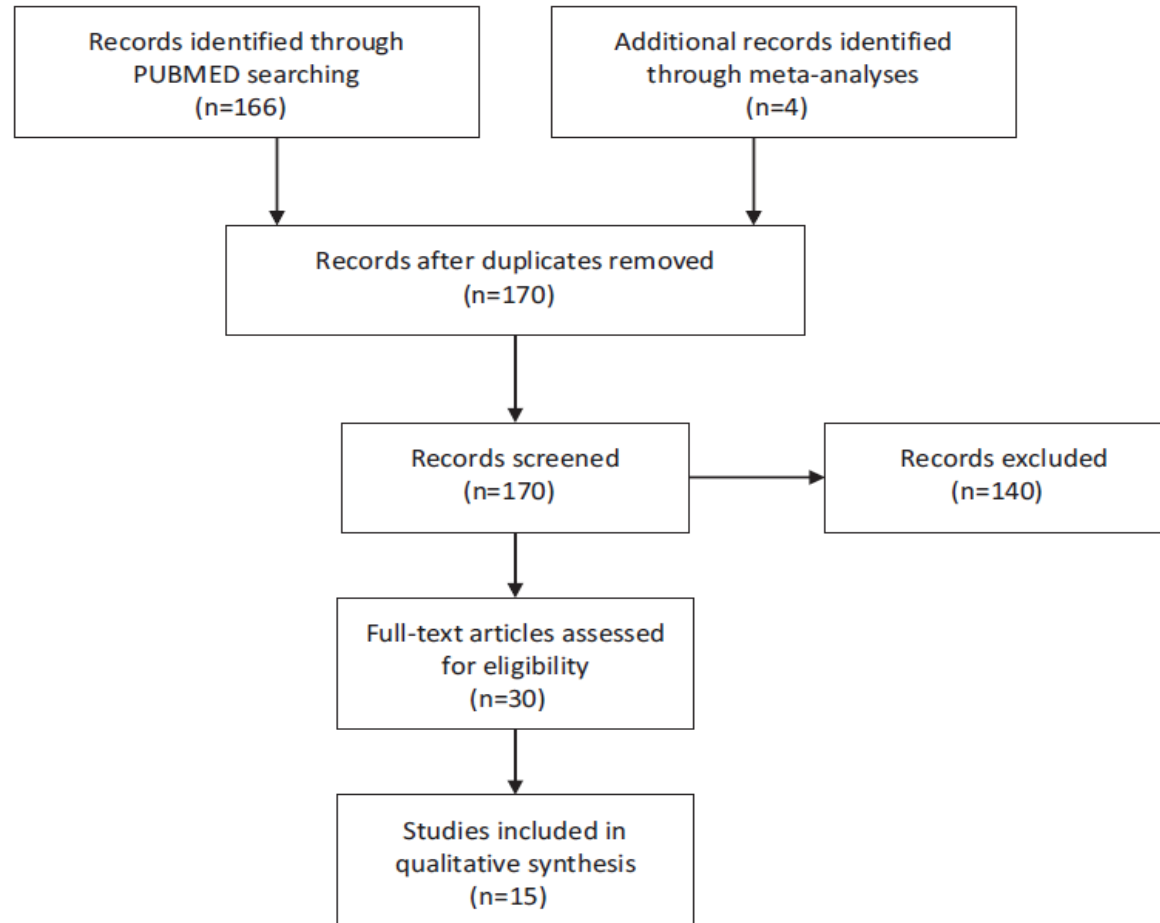 Records identified through
PUBMED searching
(n=166)
Additional records identified
through meta-analyses
(n=4)
Records after duplicates removed
(n=170)
Records screened
(n=170)
Records excluded
(n=140)
Full-text articles assessed
for eligibility
(n=30)
Studies included in
qualitative synthesis
(n=15)